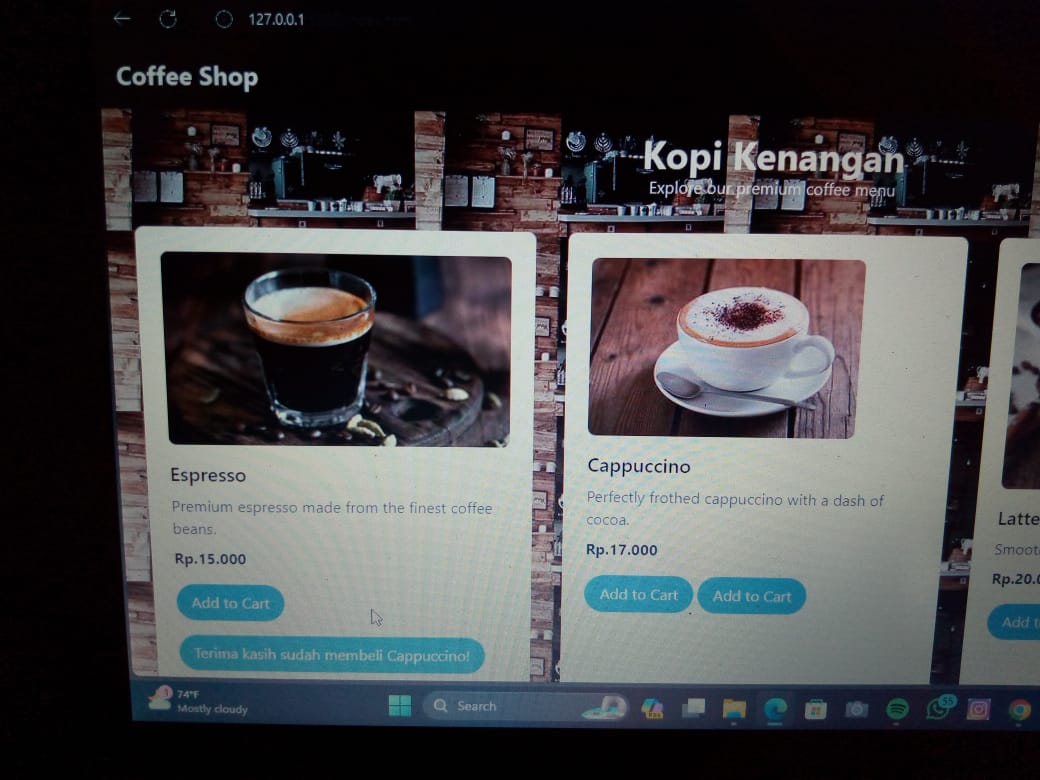 127.0.0.1
Coffee Shop
Kopi Kenangan
Explore our premium coffee menu
Espresso
Premium espresso made from the finest coffee
beans.
Rp.15.000
Add to Cart
Terima kasih sudah membeli Cappuccino!
Cappuccino
Perfectly frothed cappuccino with a dash of
cocoa.
Rp.17.000
Add to Cart Add to Cart
Latte
Smoot
Rp.20.0
Add t
74°F
Mostly cloudy
Search
55